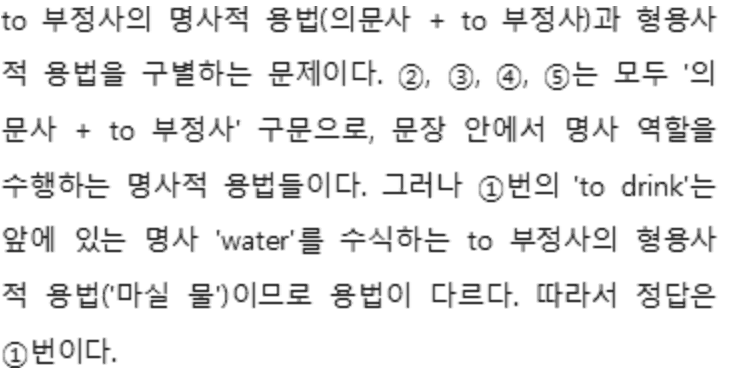 to 부정사의 명사적 용법(의문사 + to 부정사)과 형용사
적 용법을 구별하는 문제이다. ②, ③, ④, ⑤는 모두 '의
문사 + to 부정사' 구문으로, 문장 안에서 명사 역할을
수행하는 명사적 용법들이다. 그러나 ①번의 'to drink'는
앞에 있는 명사 'water'를 수식하는 to 부정사의 형용사
적 용법('마실 물')이므로 용법이 다르다. 따라서 정답은
①번이다.